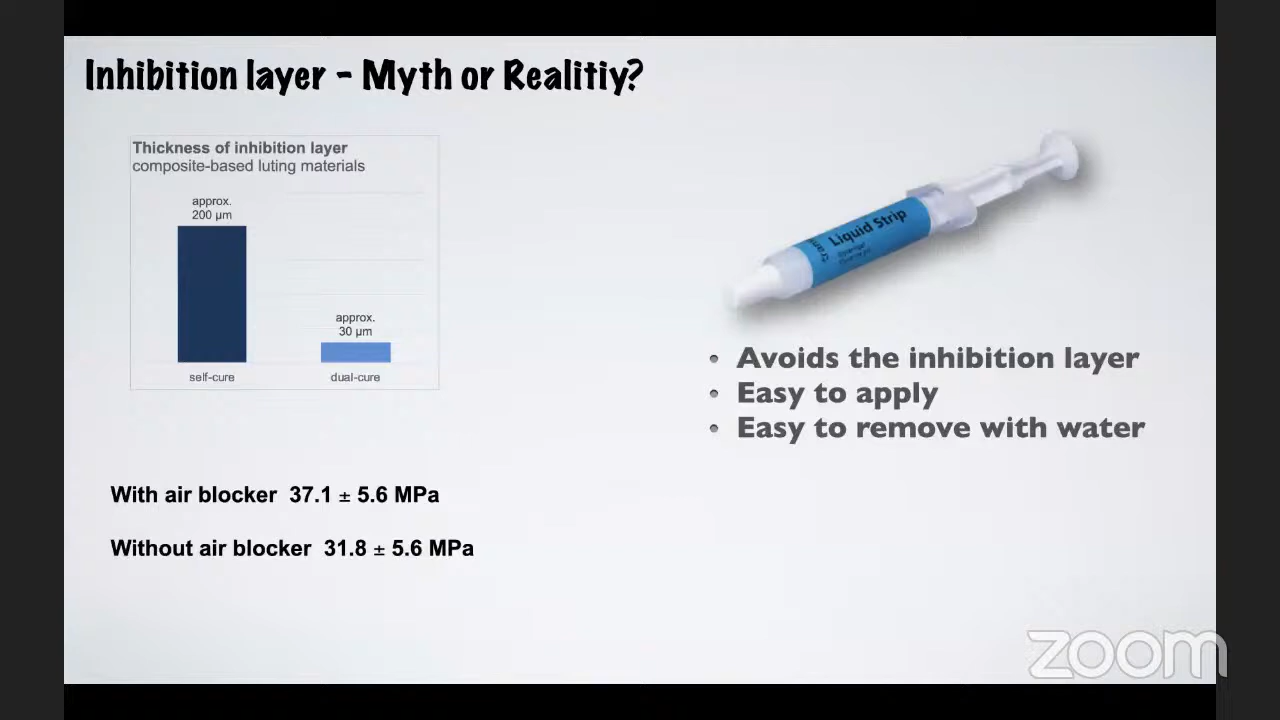 Inhibition layer - Myth or Realitiy?
Thickness of inhibition layer
composite-based luting materials
approx.
200 µm
approx.
30 µm
self-cure
dual-cure
Liquid Strip
• Avoids the inhibition layer
• Easy to apply
• Easy to remove with water
With air blocker 37.1 ± 5.6 MPa
Without air blocker 31.8 ± 5.6 MPa
zoom